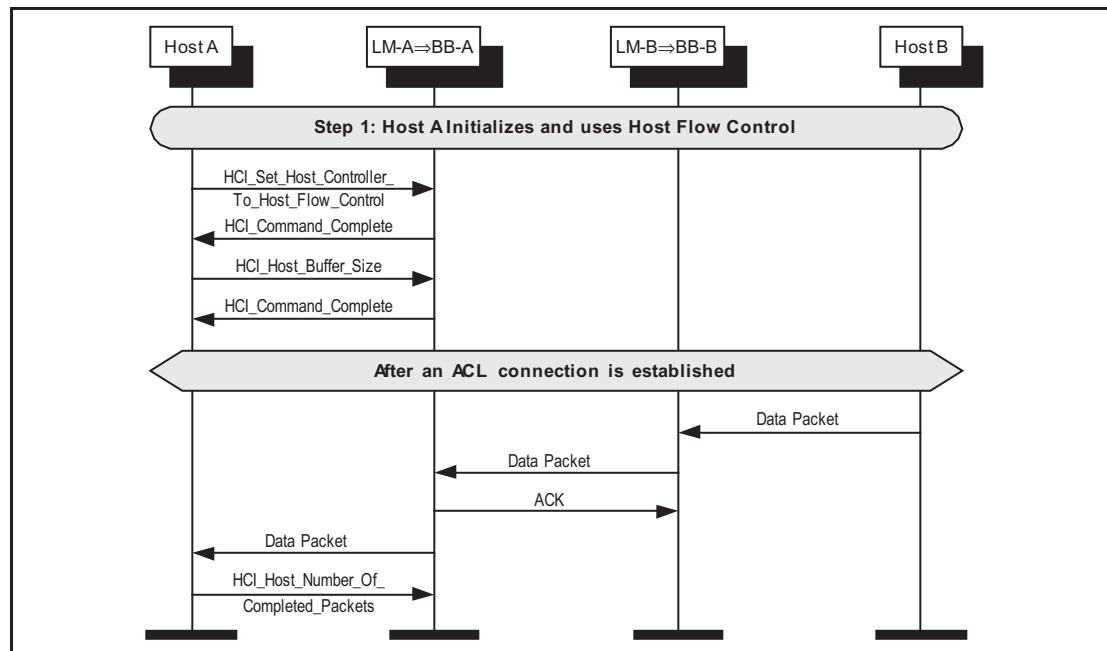 Host A
LM-A⇒BB-A
LM-B⇒BB-B
Host B
Step 1: Host A Initializes and uses Host Flow Control
HCI_Set_Host_Controller_
To_Host_Flow_Control
HCI_Command_Complete
HCI_Host_Buffer_Size
HCI_Command_Complete
After an ACL connection is established
Data Packet
Data Packet
ACK
Data Packet
HCI_Host_Number_Of_
Completed_Packets